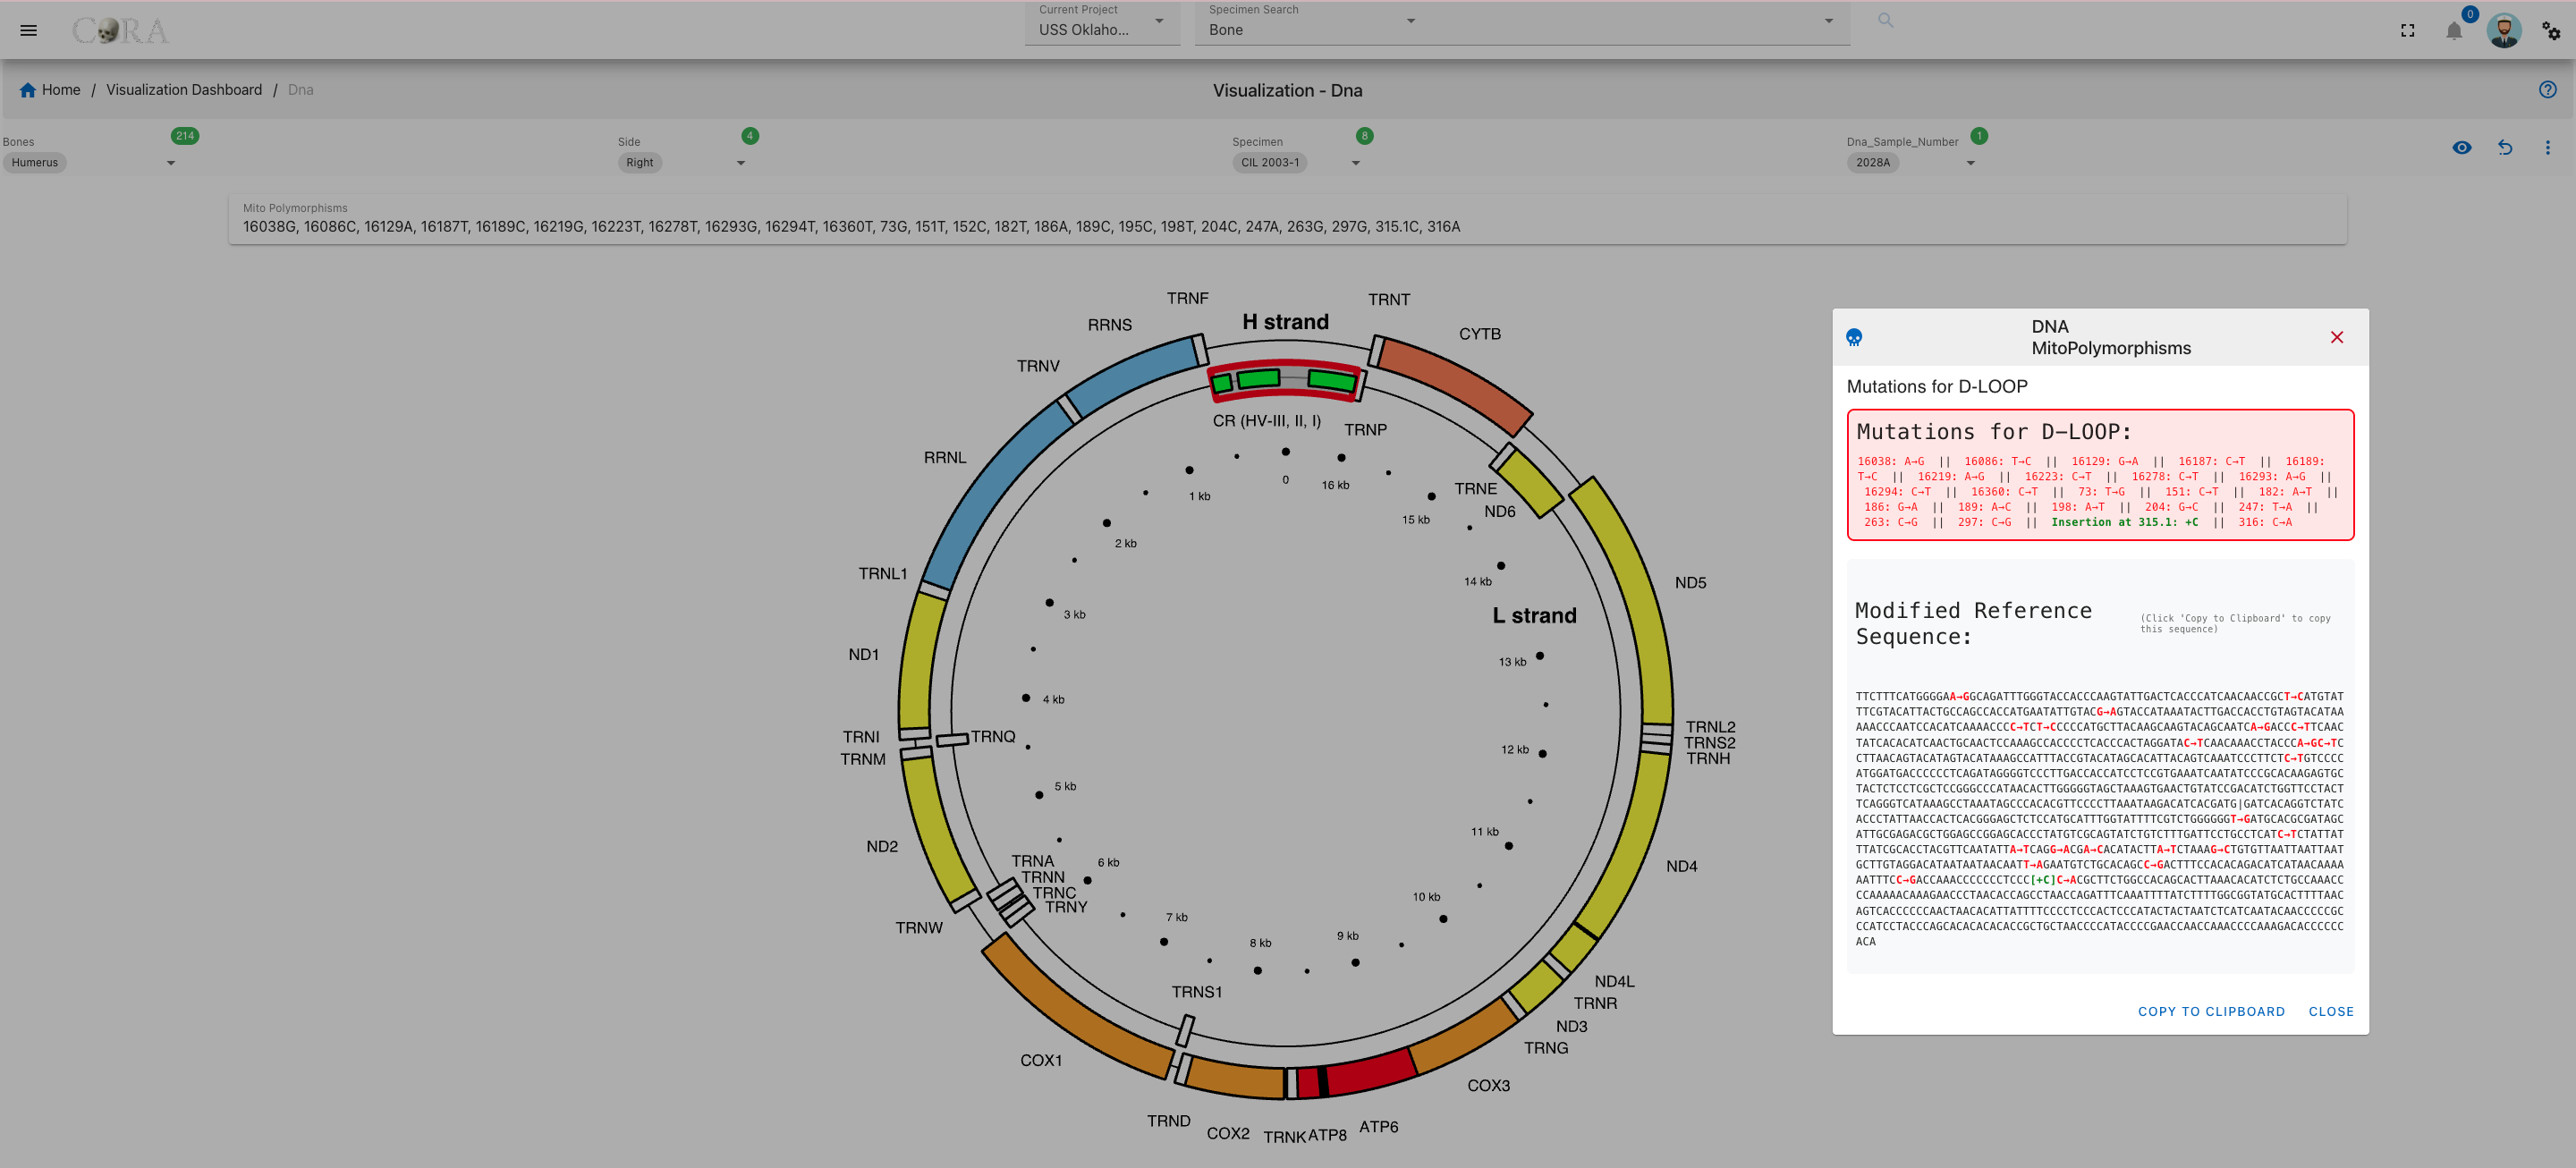 CORA
Current Project
USS Oklaho...
Specimen Search
Bone
0
Home / Visualization Dashboard / Dna
Visualization - Dna
Bones
214
Humerus
Side
4
Right
Specimen
8
CIL 2003-1
Dna_Sample_Number
1
2028A
Mito Polymorphisms
16038G, 16086C, 16129A, 16187T, 16189C, 16219G, 16223T, 16278T, 16293G, 16294T, 16360T, 73G, 151T, 152C, 182T, 186A, 189C, 195C, 198T, 204C, 247A, 263G, 297G, 315.1C, 316A
TRNF
TRNT
H strand
RRNS
CYTB
TRNV
CR (HV-III, II, I)
TRNP
RRNL
0
16 kb
1 kb
TRNE
ND6
15 kb
2 kb
TRNL1
14 kb
ND5
3 kb
L strand
ND1
13 kb
4 kb
TRNI
TRNQ
TRNM
TRNL2
TRNS2
TRNH
12 kb
5 kb
11 kb
ND2
6 kb
ND4
TRNA
TRNN
TRNC
TRNY
10 kb
7 kb
TRNW
8 kb
9 kb
TRNS1
ND4L
TRNR
ND3
TRNG
COX1
COX3
TRND
COX2
TRNK
ATP8
ATP6
DNA
MitoPolymorphisms
Mutations for D-LOOP
Mutations for D-LOOP:
16038: A→G || 16086: T→C || 16129: G→A || 16187: C→T || 16189:
T→C || 16219: A→G || 16223: C→T || 16278: C→T || 16293: A→G ||
16294: C→T || 16360: C→T || 73: T→G || 151: C→T || 182: A→T ||
186: G→A || 189: A→C || 198: A→T || 204: G→C || 247: T→A ||
263: C→G || 297: C→G || Insertion at 315.1: +C || 316: C→A
Modified Reference
Sequence:
(Click 'Copy to Clipboard' to copy
this sequence)
TTCTTTCATGGGGAA→GGCAGATTTGGGTACCACCCAAGTATTGACTCACCCATCAACAACCGCT→CATGTAT
TTCGTACATTACTGCCAGCCACCATGAATATTGTACG→AGTACCATAAATACTTGACCACCTGTAGTACATAA
AAACCCAATCCACATCAAAACCCC→TCT→CCCCCATGCTTACAAGCAAGTACAGCAATCA→GACCC→TTCAAC
TATCACACATCAACTGCAACTCCAAAGCCACCCCTCACCCACTAGGATAC→TCAACAAACCTACCCA→GC→TC
CTTAACAGTACATAGTACATAAAGCCATTTACCGTACATAGCACATTACAGTCAAATCCCTTCTC→TGTCCCC
ATGGATGACCCCCCTCAGATAGGGGTCCCTTGACCACCATCCTCCGTGAAATCAATATCCCGCACAAGAGTGC
TACTCTCCTCGCTCCGGGCCCATAACACTTGGGGGTAGCTAAAGTGAACTGTATCCGACATCTGGTTCCTACT
TCAGGGTCATAAAGCCTAAATAGCCCACACGTTCCCCTTAAATAAGACATCACGATG|GATCACAGGTCTATC
ACCCTATTAACCACTCACGGGAGCTCTCCATGCATTTGGTATTTTCGTCTGGGGGGT→GATGCACGCGATAGC
ATTGCGAGACGCTGGAGCCGGAGCACCCTATGTCGCAGTATCTGTCTTTGATTCCTGCCTCATC→TCTATTAT
TTATCGCACCTACGTTCAATATTA→TCAGG→ACGA→CACATACTTA→TCTAAAG→CTGTGTTAATTAATTAAT
GCTTGTAGGACATAATAATAACAATT→AGAATGTCTGCACAGCC→GACTTTCCACACAGACATCATAACAAAA
AATTTCC→GACCAAACCCCCCCTCCC[+C]C→ACGCTTCTGGCCACAGCACTTAAACACATCTCTGCCAAACC
CCAAAAACAAAGAACCCTAACACCAGCCTAACCAGATTTCAAATTTTATCTTTTGGCGGTATGCACTTTTAAC
AGTCACCCCCCAACTAACACATTATTTTCCCCTCCCACTCCCATACTACTAATCTCATCAATACAACCCCCGC
CCATCCTACCCAGCACACACACACCGCTGCTAACCCCATACCCCGAACCAACCAAACCCCAAAGACACCCCCC
ACA
COPY TO CLIPBOARD
CLOSE